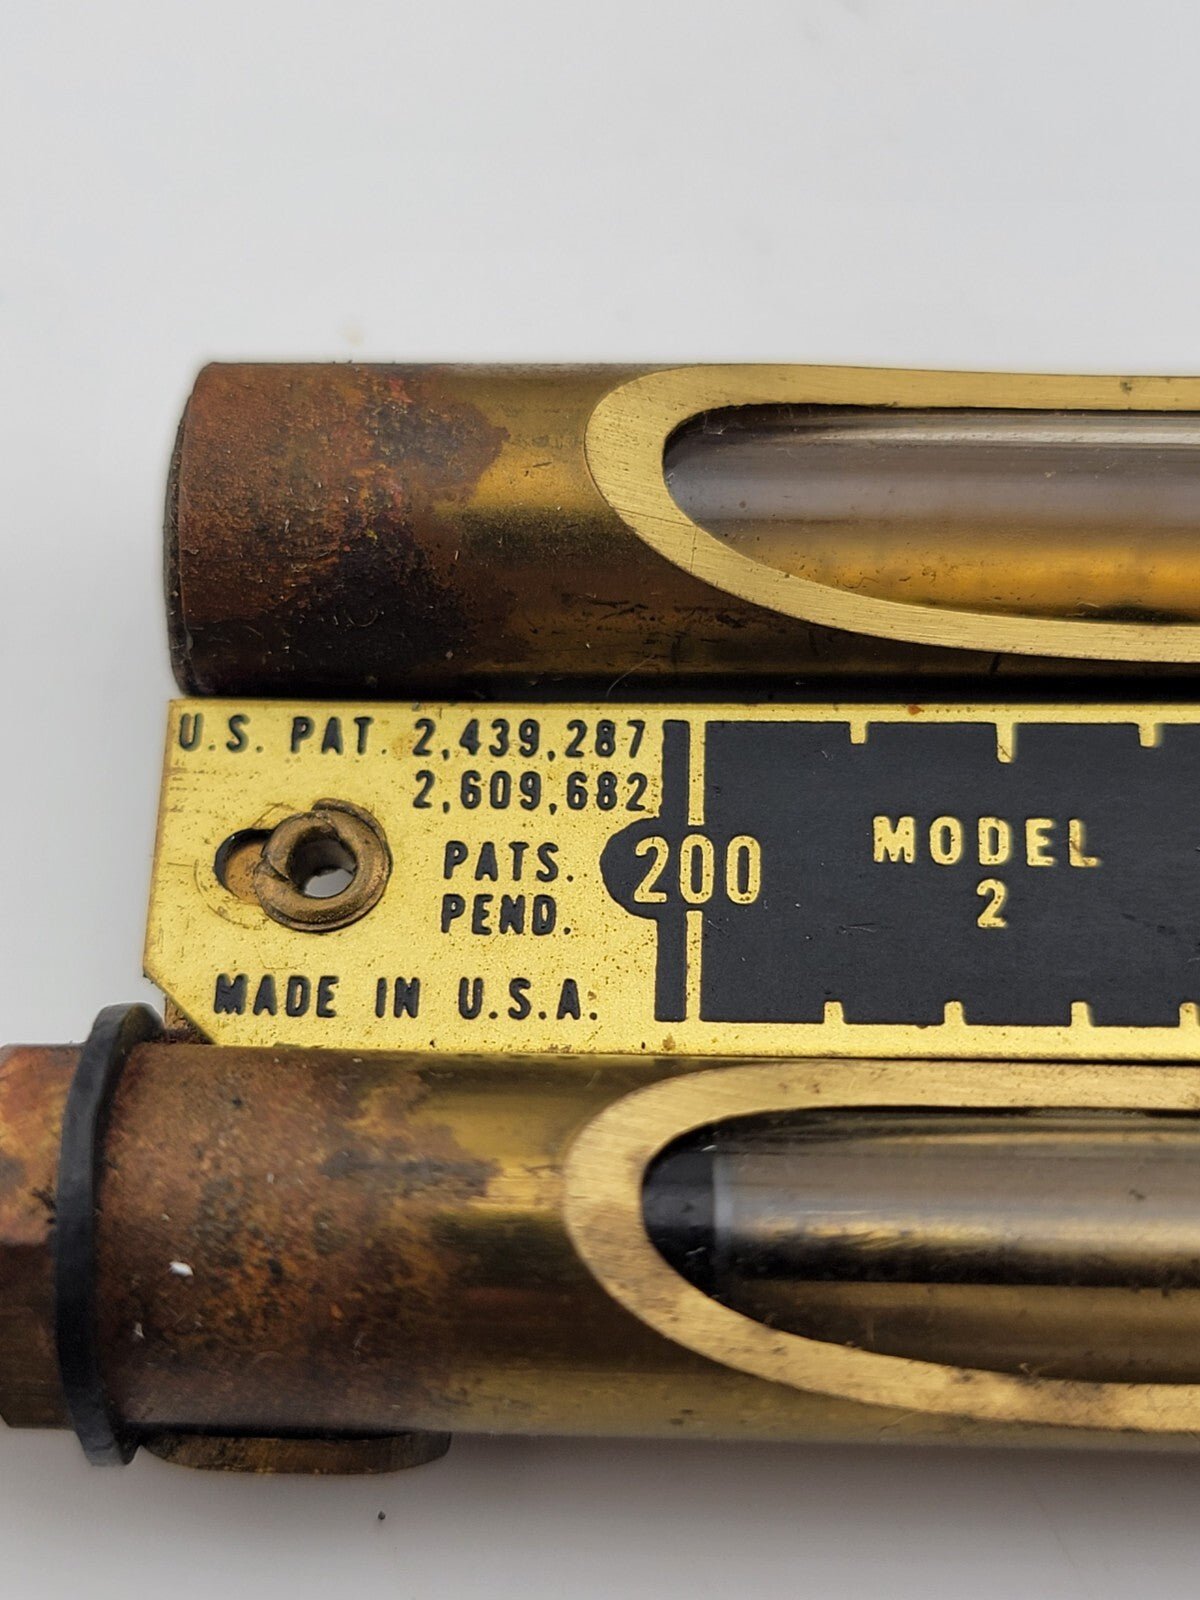 U.S. PAT. 2,439,287
2,609,682
PATS.
PEND.
MADE IN U.S.A.
200
MODEL
2